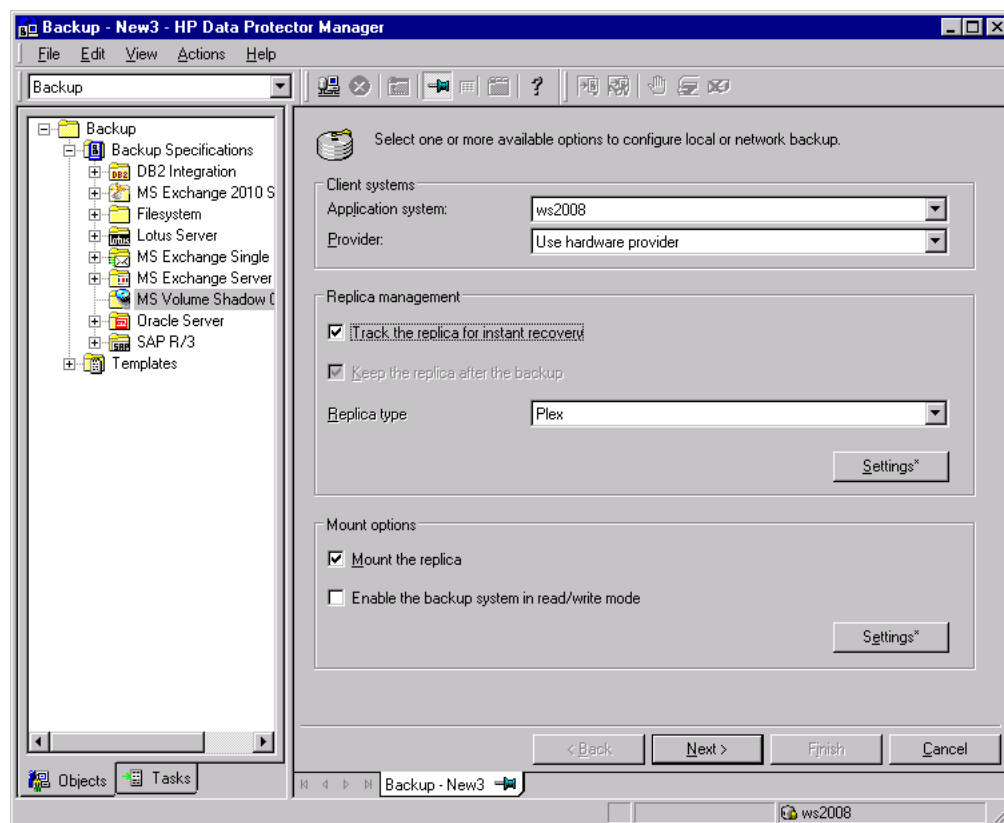 Backup - New3 - HP Data Protector Manager
File Edit View Actions Help
Backup
Backup
Backup Specifications
DB2 DB2 Integration
MS Exchange 2010 S
Filesystem
Lotus Lotus Server
MS Exchange Single
MS Exchange Server
MS Volume Shadow C
Oracle Server
SAP SAP R/3
Templates
Objects Tasks
Select one or more available options to configure local or network backup.
Client systems
Application system: ws2008
Provider: Use hardware provider
Replica management
Track the replica for instant recovery
Keep the replica after the backup
Replica type Plex
Settings*
Mount options
Mount the replica
Enable the backup system in read/write mode
Settings*
< Back Next > Finish Cancel
Backup - New3
ws2008